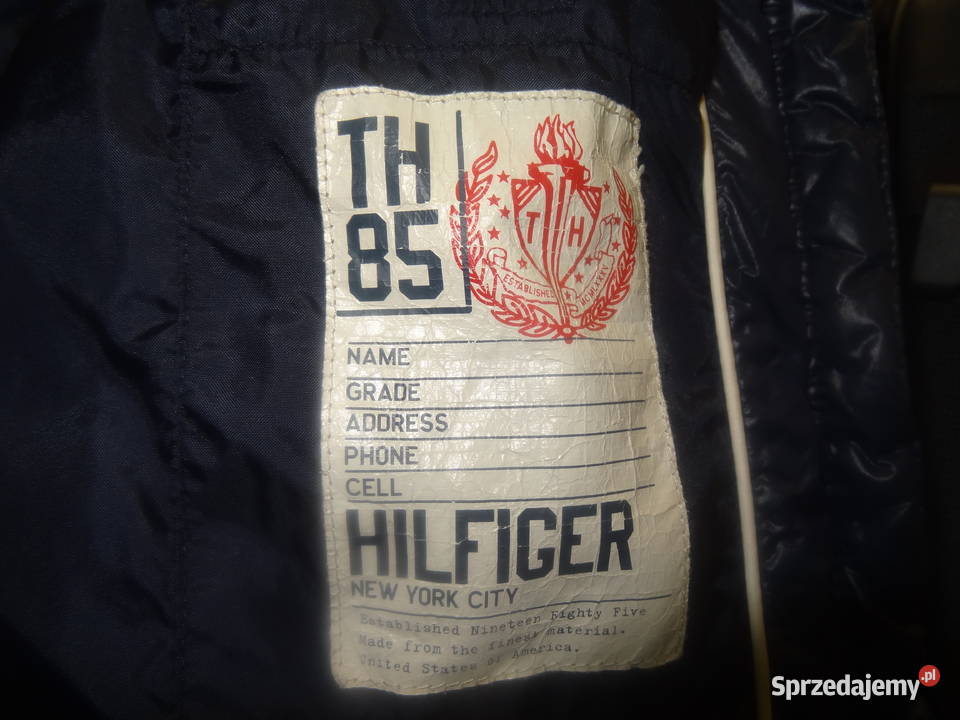 TH
85
T H
ESTABLISHED
NAME
GRADE
ADDRESS
PHONE
CELL
HILFIGER
NEW YORK CITY
Established Nineteen Eighty Five
Made from the finest material.
United States of America.
Sprzedajemy.pl